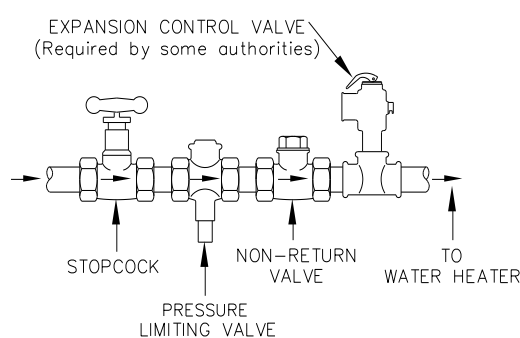 EXPANSION CONTROL VALVE
(Required by some authorities)
STOPCOCK
PRESSURE
LIMITING VALVE
NON-RETURN
VALVE
TO
WATER HEATER